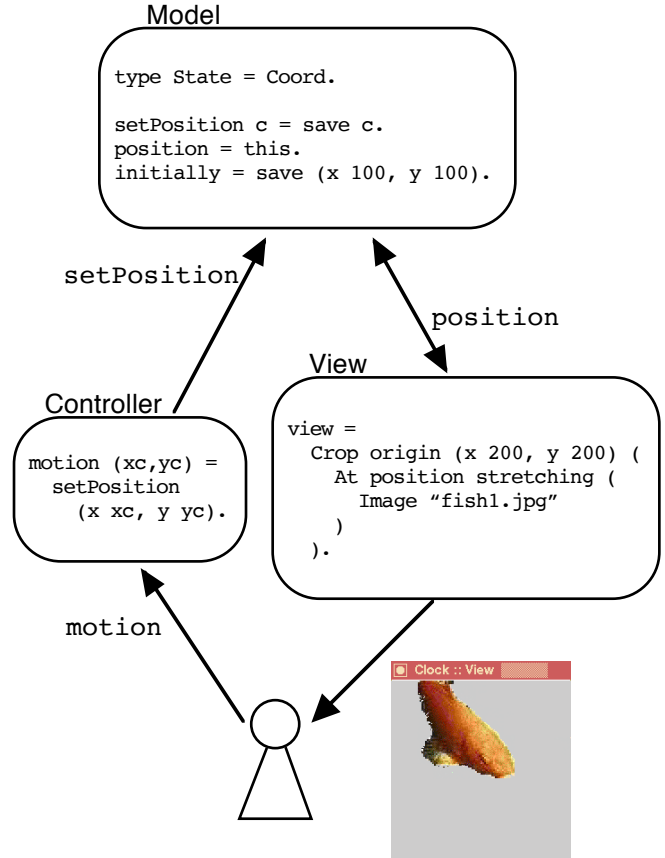 Model
type State = Coord.
setPosition c = save c.
position = this.
initially = save (x 100, y 100).
setPosition
position
View
view =
Crop origin (x 200, y 200) (
At position stretching (
Image “fish1.jpg”
)
).
Controller
motion (xc,yc) =
setPosition
(x xc, y yc).
motion
Clock :: View